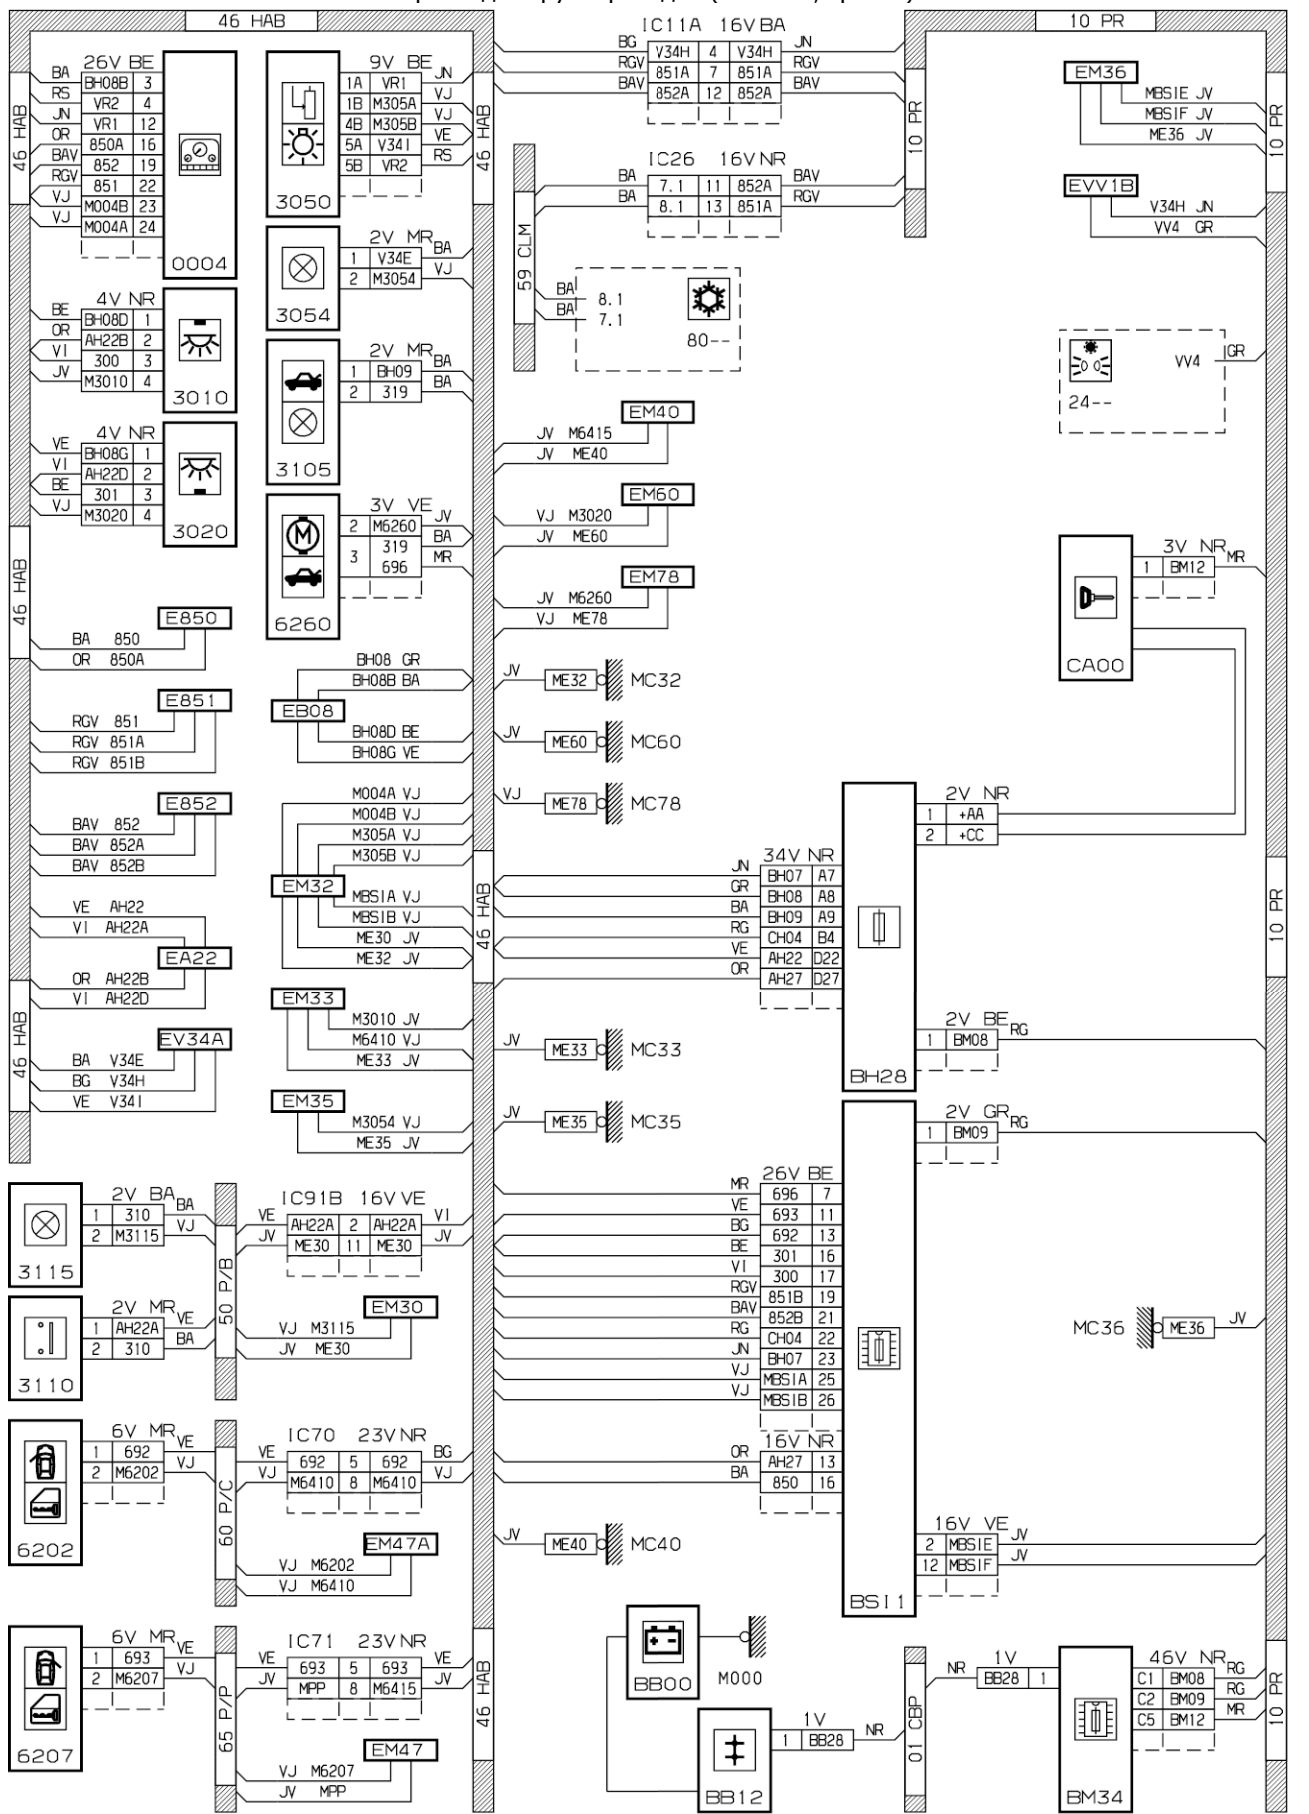 46 HAB
10 PR
46 HAB
26V BE
BA BH08B 3
RS VR2 4
JN VR1 12
OR 850A 16
BAV 852 19
RGV 851 22
VJ M004B 23
VJ M004A 24
0004
4V NR
BE BH08D 1
OR AH22B 2
VI 300 3
JV M3010 4
3010
4V NR
VE BH08G 1
VI AH22D 2
BE 301 3
VJ M3020 4
3020
46 HAB
E850
BA 850
OR 850A
E851
RGV 851
RGV 851A
RGV 851B
E852
BAV 852
BAV 852A
BAV 852B
VE AH22
VI AH22A
EA22
OR AH22B
VI AH22D
46 HAB
EV34A
BA V34E
BG V34H
VE V34I
9V BE
1A VR1 JN
1B M305A VJ
4B M305B VJ
5A V34I VE
5B VR2 RS
3050
46 HAB
2V MR
1 V34E BA
2 M3054 VJ
3054
2V MR
1 BH09 BA
2 319 BA
3105
3V VE
2 M6260 JV
3 319 BA
696 MR
M
6260
BH08 GR
BH08B BA
EB08
BH08D BE
BH08G VE
M004A VJ
M004B VJ
M305A VJ
M305B VJ
EM32
MBSIA VJ
MBSIB VJ
ME30 JV
ME32 JV
46 HAB
EM33
M3010 JV
M6410 VJ
ME33 JV
EM35
M3054 VJ
ME35 JV
2V BA
1 310 BA
2 M3115 VJ
3115
2V MR
1 AH22A VE
2 310 BA
3110
50 P/B
IC91B 16V VE
VE AH22A 2 AH22A VI
JV ME30 11 ME30 JV
EM30
VJ M3115
JV ME30
6V MR
1 692 VE
2 M6202 VJ
6202
60 P/C
IC70 23V NR
VE 692 5 692 BG
VJ M6410 8 M6410 VJ
EM47A
VJ M6202
VJ M6410
6V MR
1 693 VE
2 M6207 VJ
6207
65 P/P
IC71 23V NR
VE 693 5 693 VE
JV MPP 8 M6415 JV
EM47
VJ M6207
JV MPP
46 HAB
IC11A 16V BA
BG V34H 4 V34H JN
RGV 851A 7 851A RGV
BAV 852A 12 852A BAV
10 PR
IC26 16V NR
BA 7.1 11 852A BAV
BA 8.1 13 851A RGV
59 CLM
BA 8.1
BA 7.1
80--
EM40
JV M6415
JV ME40
EM60
VJ M3020
JV ME60
EM78
JV M6260
VJ ME78
JV ME32 MC32
JV ME60 MC60
VJ ME78 MC78
34V NR
JN BH07 A7
GR BH08 A8
BA BH09 A9
RG CH04 B4
VE AH22 D22
OR AH27 D27
2V NR
1 +AA
2 +CC
2V BE
1 BM08 RG
BH28
JV ME33 MC33
JV ME35 MC35
2V GR
1 BM09 RG
26V BE
MR 696 7
VE 693 11
BG 692 13
BE 301 16
VI 300 17
RGV 851B 19
BAV 852B 21
RG CH04 22
JN BH07 23
VJ MBSIA 25
VJ MBSIB 26
16V NR
OR AH27 13
BA 850 16
JV ME40 MC40
16V VE
2 MBSIE JV
12 MBSIF JV
BSI1
BB00
M000
BB12
1V
1 BB28 NR
01 CBP
1V
NR BB28 1
46V NR
C1 BM08 RG
C2 BM09 RG
C5 BM12 MR
BM34
10 PR
EM36
MBSIE JV
MBSIF JV
ME36 JV
10 PR
EVV1B
V34H JN
VV4 GR
VV4 GR
24--
3V NR
1 BM12 MR
CA00
10 PR
MC36 ME36 JV